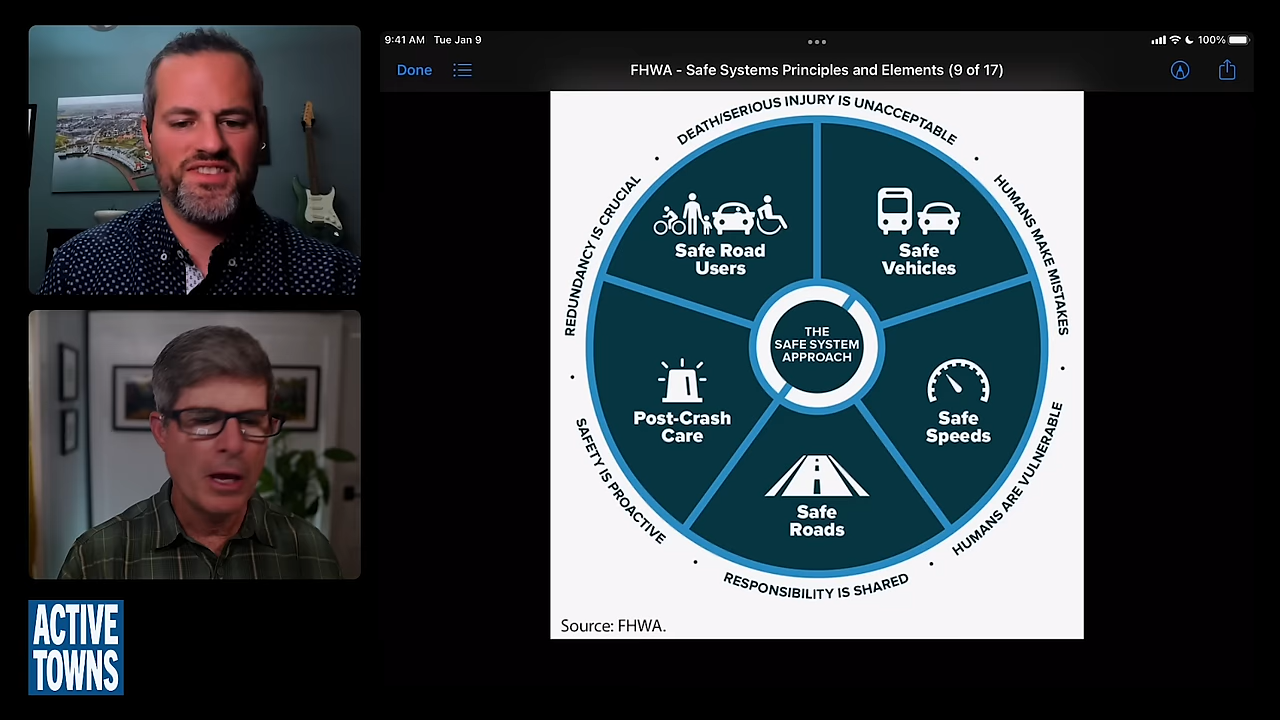 9:41 AM Tue Jan 9
100%
Done
FHWA - Safe Systems Principles and Elements (9 of 17)
DEATH/SERIOUS INJURY IS UNACCEPTABLE
HUMANS MAKE MISTAKES
HUMANS ARE VULNERABLE
RESPONSIBILITY IS SHARED
SAFETY IS PROACTIVE
REDUNDANCY IS CRUCIAL
Safe Road
Users
Safe
Vehicles
THE
SAFE SYSTEM
APPROACH
Post-Crash
Care
Safe
Speeds
Safe
Roads
Source: FHWA.
ACTIVE
TOWNS